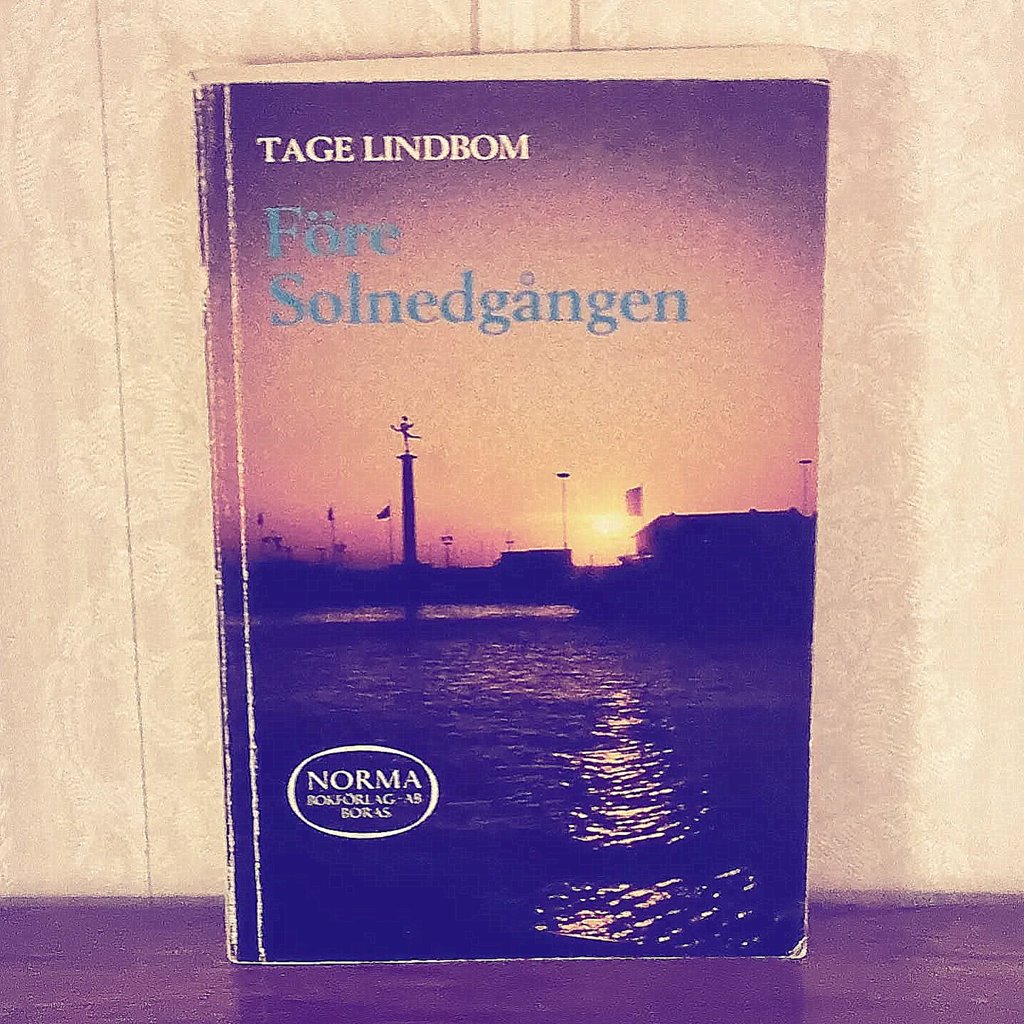 TAGE LINDBOM
Före
Solnedgången
NORMA
BOKFÖRLAG-AB
BORÅS